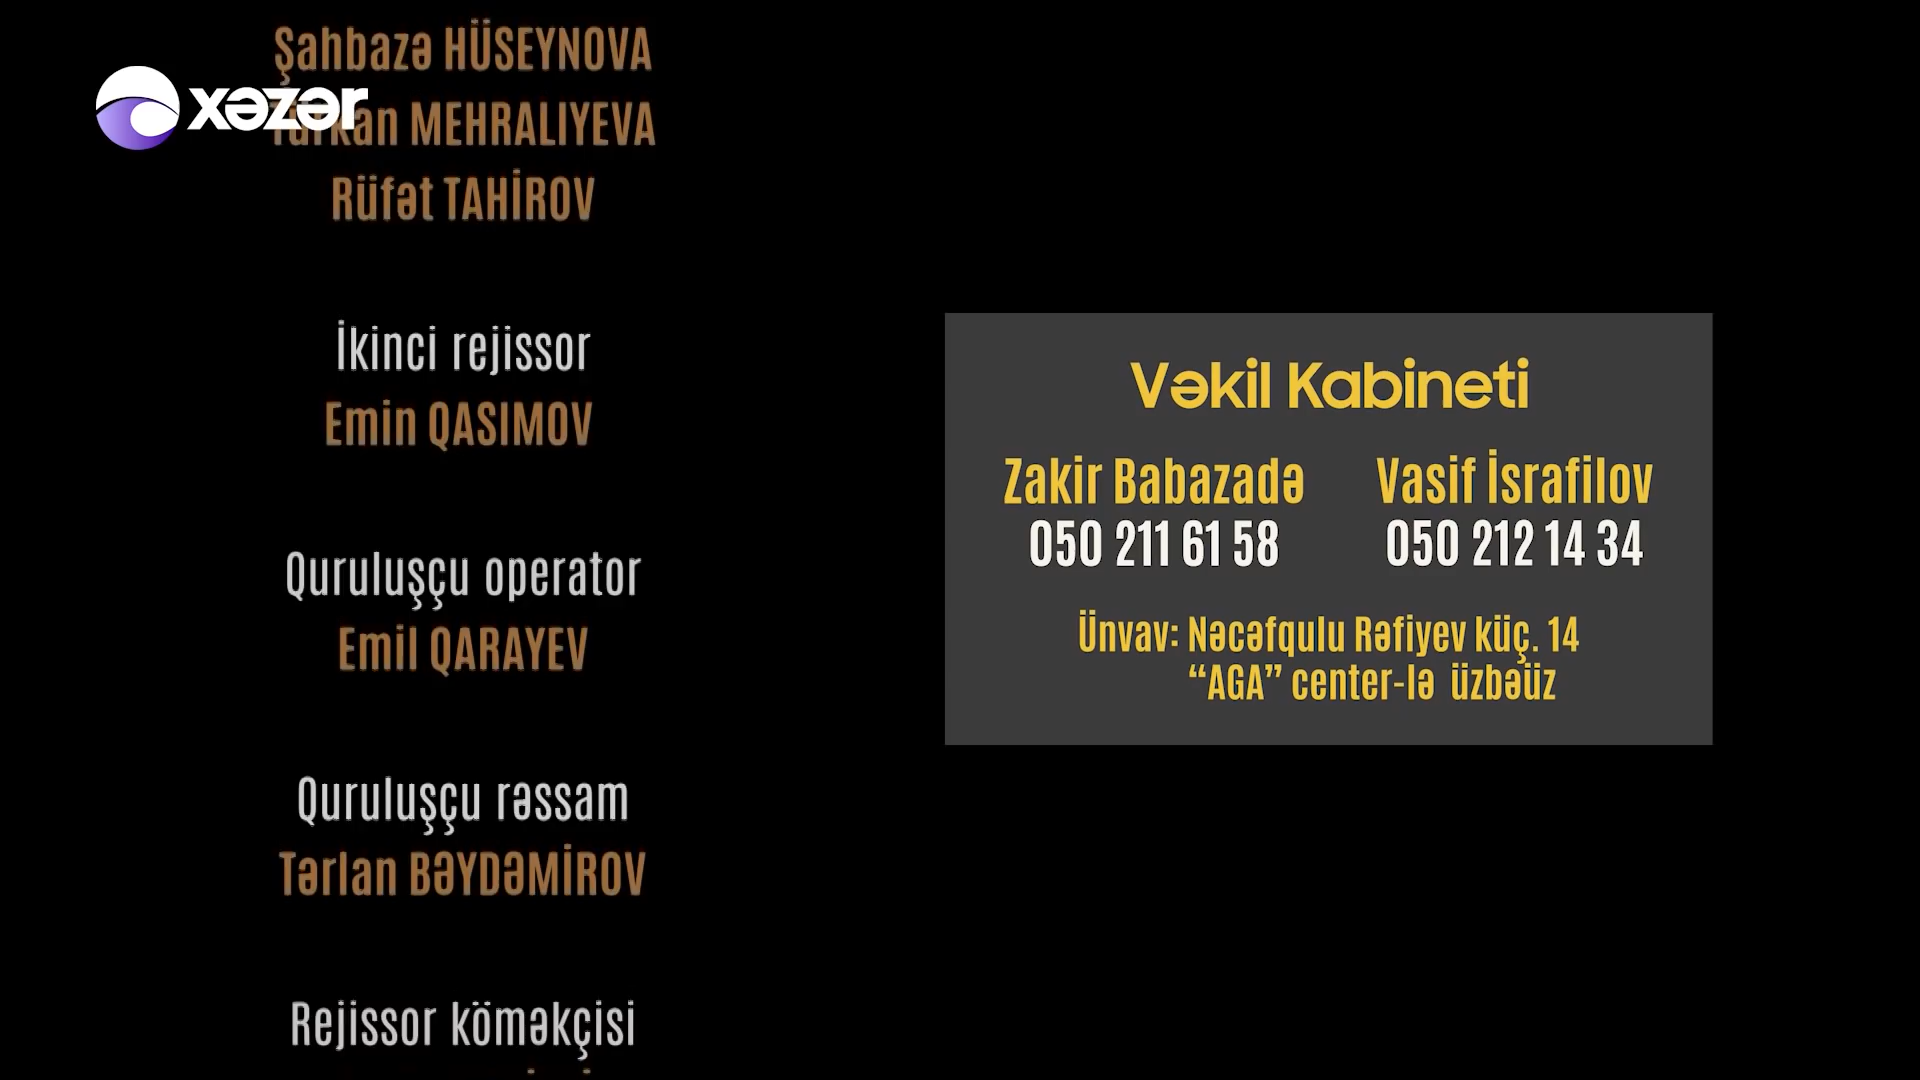 xəzər
Şahbazə HÜSEYNOVA
MEHRALIYEVA
Rüfət TAHİROV
İkinci rejissor
Emin QASIMOV
Quruluşçu operator
Emil QARAYEV
Quruluşçu rəssam
Tərlan BƏYDƏMİROV
Rejissor köməkçisi
Vəkil Kabineti
Zakir Babazadə
050 211 61 58
Vasif İsrafilov
050 212 14 34
Ünvav: Nəcəfqulu Rəfiyev küç. 14
“AGA” center-lə üzbəüz